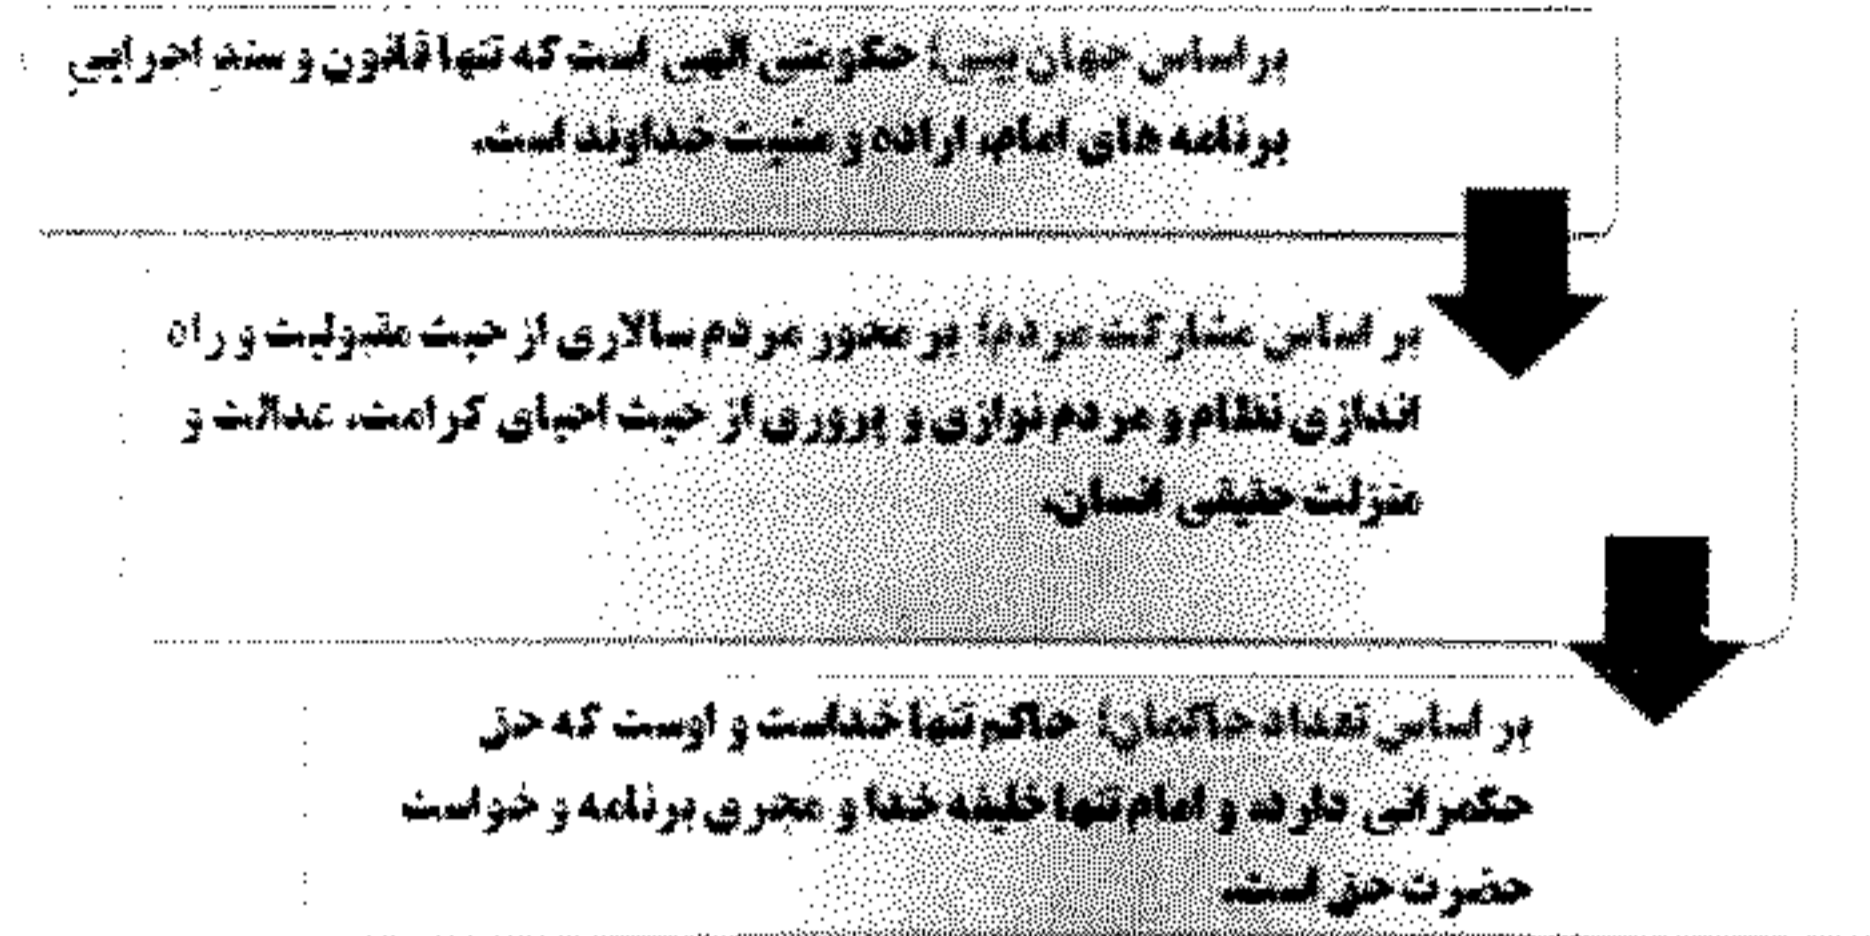 بر اساس جهان بینی؛ حکومتی الهی است که تنها قانون و سند اجرایی
برنامه های امام، اراده و مشیت خداوند است.
بر اساس مشارکت مردم؛ بر محور مردم سالاری از حیث مقبولیت و راه
اندازی نظام و مردم نوازی و پروری از حیث احیای کرامت، عدالت و
منزلت حقیقی انسان.
بر اساس تعداد حاکمان؛ حاکم تنها خداست و اوست که حق
حکمرانی دارد، و امام تنها خلیفه خدا و مجری برنامه و خواست
حضرت حق است.